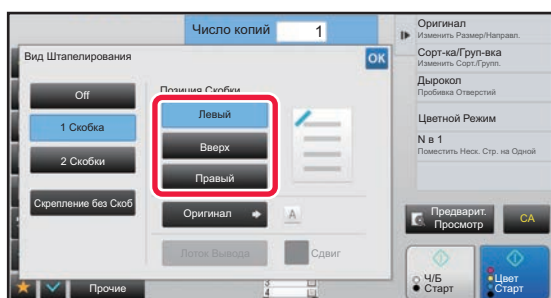 Число копий 1
Вид Штапелирования
OK
Off
1 Скобка
2 Скобки
Скрепление без Скоб
Позиция Скобки
Левый
Вверх
Правый
Оригинал
A
Лоток Вывода
Сдвиг
Прочие
3
4
Оригинал
Изменить Размер/Направл.
Сорт-ка/Груп-вка
Изменить Сорт./Групп.
Дырокол
Пробивка Отверстий
Цветной Режим
N в 1
Поместить Неск. Стр. на Одной
Предварит.
Просмотр
CA
Ч/Б
Старт
Цвет
Старт